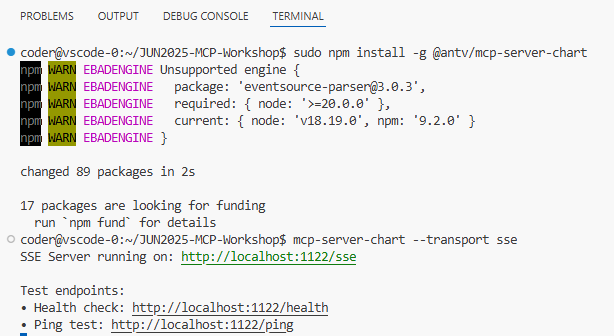 PROBLEMS OUTPUT DEBUG CONSOLE TERMINAL
coder@vscode-0:~/JUN2025-MCP-Workshop$ sudo npm install -g @antv/mcp-server-chart
npm WARN EBADENGINE Unsupported engine {
npm WARN EBADENGINE   package: 'eventsource-parser@3.0.3',
npm WARN EBADENGINE   required: { node: '>=20.0.0' },
npm WARN EBADENGINE   current: { node: 'v18.19.0', npm: '9.2.0' }
npm WARN EBADENGINE }
changed 89 packages in 2s
17 packages are looking for funding
  run `npm fund` for details
coder@vscode-0:~/JUN2025-MCP-Workshop$ mcp-server-chart --transport sse
SSE Server running on: http://localhost:1122/sse
Test endpoints:
• Health check: http://localhost:1122/health
• Ping test: http://localhost:1122/ping